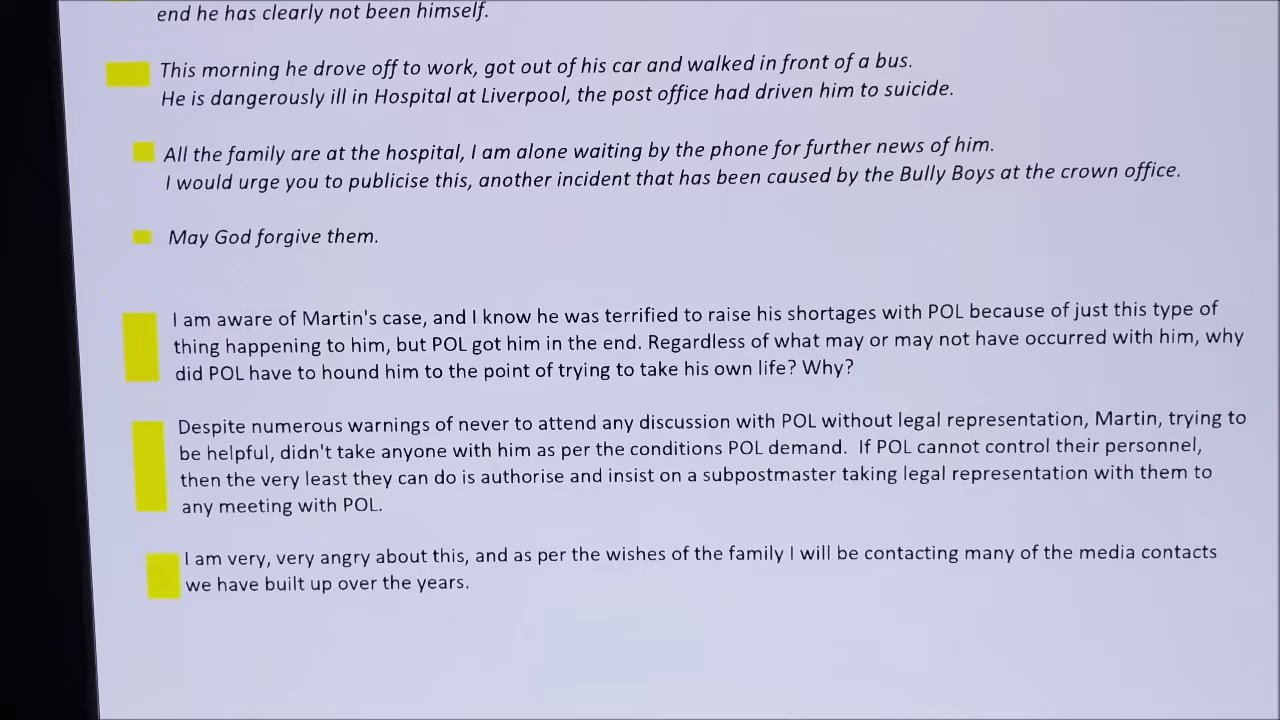 end he has clearly not been himself.
This morning he drove off to work, got out of his car and walked in front of a bus.
He is dangerously ill in Hospital at Liverpool, the post office had driven him to suicide.
All the family are at the hospital, I am alone waiting by the phone for further news of him.
I would urge you to publicise this, another incident that has been caused by the Bully Boys at the crown office.
May God forgive them.
I am aware of Martin's case, and I know he was terrified to raise his shortages with POL because of just this type of
thing happening to him, but POL got him in the end. Regardless of what may or may not have occurred with him, why
did POL have to hound him to the point of trying to take his own life? Why?
Despite numerous warnings of never to attend any discussion with POL without legal representation, Martin, trying to
be helpful, didn't take anyone with him as per the conditions POL demand.  If POL cannot control their personnel,
then the very least they can do is authorise and insist on a subpostmaster taking legal representation with them to
any meeting with POL.
I am very, very angry about this, and as per the wishes of the family I will be contacting many of the media contacts
we have built up over the years.